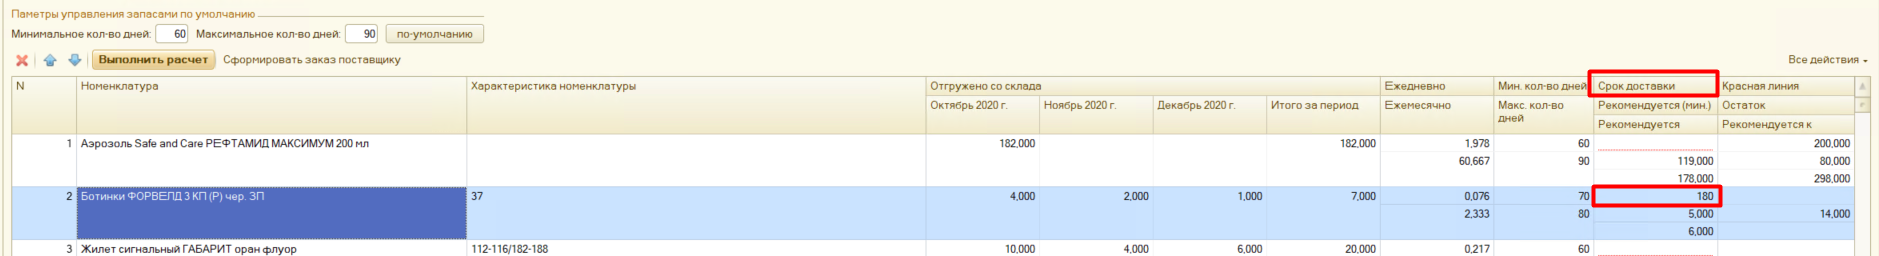 Паметры управления запасами по умолчанию
Минимальное кол-во дней: 60 Максимальное кол-во дней: 90 по-умолчанию
Выполнить расчет Сформировать заказ поставщику Все действия
N Номенклатура Характеристика номенклатуры Отгружено со склада Ежедневно Мин. кол-во дней Срок доставки Красная линия
Октябрь 2020 г. Ноябрь 2020 г. Декабрь 2020 г. Итого за период Ежемесячно Макс. кол-во дней Рекомендуется (мин.) Остаток
Рекомендуется Рекомендуется к
1 Аэрозоль Safe and Care РЕФТАМИД МАКСИМУМ 200 мл 182,000 182,000 1,978 60 200,000
60,667 90 119,000 80,000
178,000 298,000
2 Ботинки ФОРВЕЛД 3 КП (Р) чер. ЗП 37 4,000 2,000 1,000 7,000 0,076 70 180
2,333 80 5,000 14,000
6,000
3 Жилет сигнальный ГАБАРИТ оран флуор 112-116/182-188 10,000 4,000 6,000 20,000 0,217 60